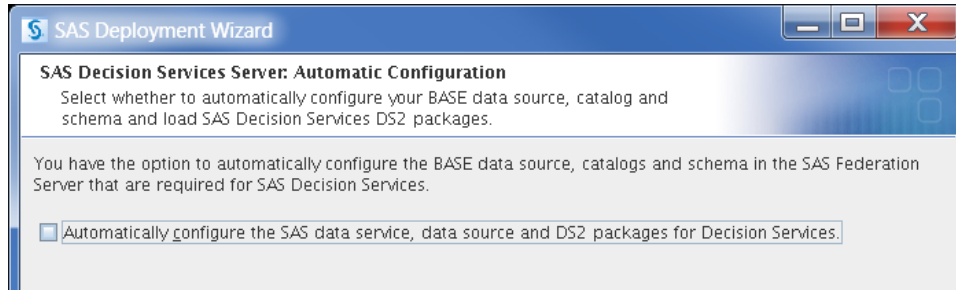 SAS Deployment Wizard
SAS Decision Services Server: Automatic Configuration
Select whether to automatically configure your BASE data source, catalog and
schema and load SAS Decision Services DS2 packages.
You have the option to automatically configure the BASE data source, catalogs and schema in the SAS Federation
Server that are required for SAS Decision Services.
Automatically configure the SAS data service, data source and DS2 packages for Decision Services.